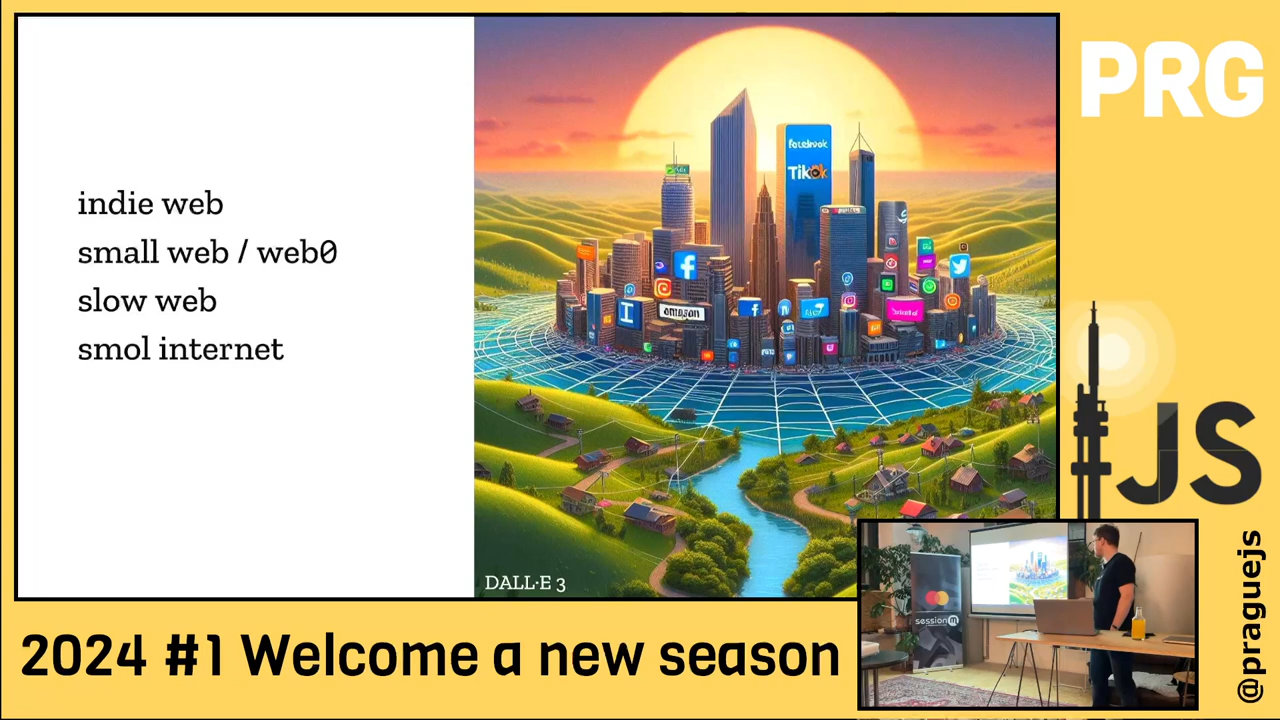 indie web
small web / web0
slow web
smol internet
facebook
TikTok
amazon
DALL·E 3
PRG
JS
@praguejs
sessionm
2024 #1 Welcome a new season